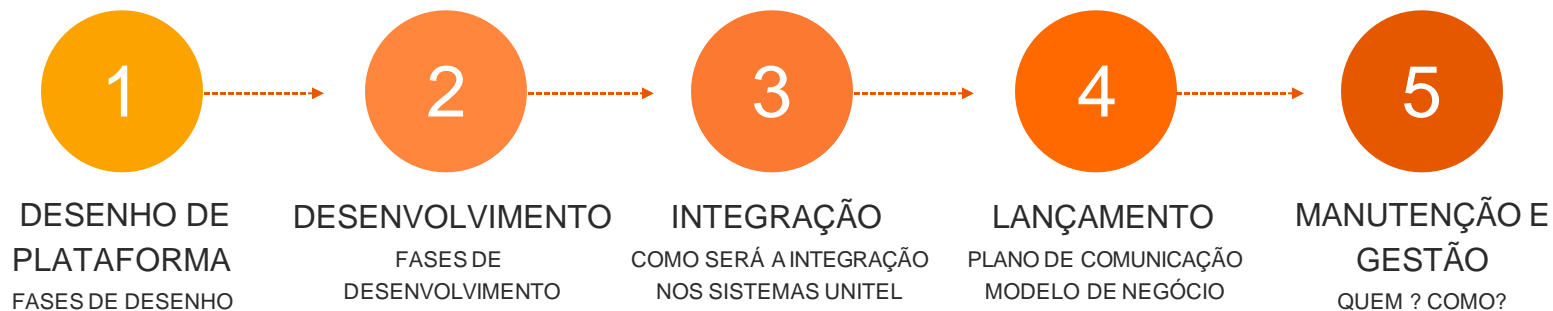 1
2
3
4
5
DESENHO DE
PLATAFORMA
FASES DE DESENHO
DESENVOLVIMENTO
FASES DE
DESENVOLVIMENTO
INTEGRAÇÃO
COMO SERÁ A INTEGRAÇÃO
NOS SISTEMAS UNITEL
LANÇAMENTO
PLANO DE COMUNICAÇÃO
MODELO DE NEGÓCIO
MANUTENÇÃO E
GESTÃO
QUEM ? COMO?